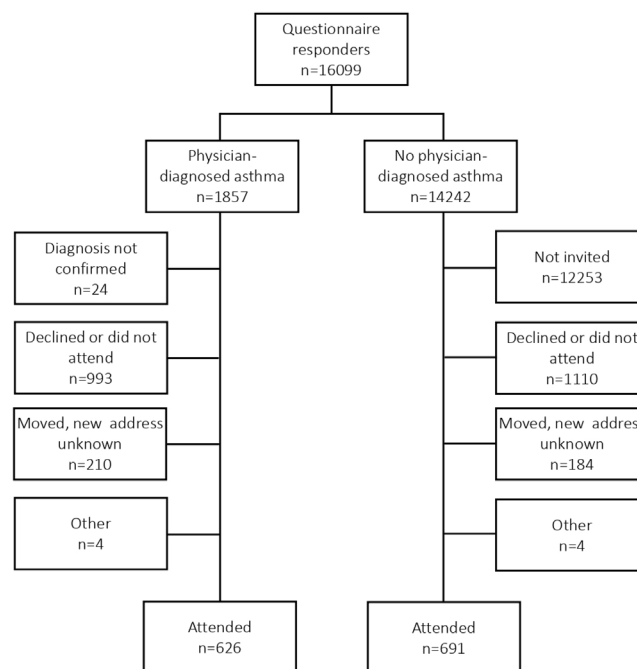 Questionnaire
responders
n=16099
Physician-
diagnosed asthma
n=1857
No physician-
diagnosed asthma
n=14242
Diagnosis not
confirmed
n=24
Not invited
n=12253
Declined or did not
attend
n=993
Declined or did not
attend
n=1110
Moved, new address
unknown
n=210
Moved, new address
unknown
n=184
Other
n=4
Other
n=4
Attended
n=626
Attended
n=691